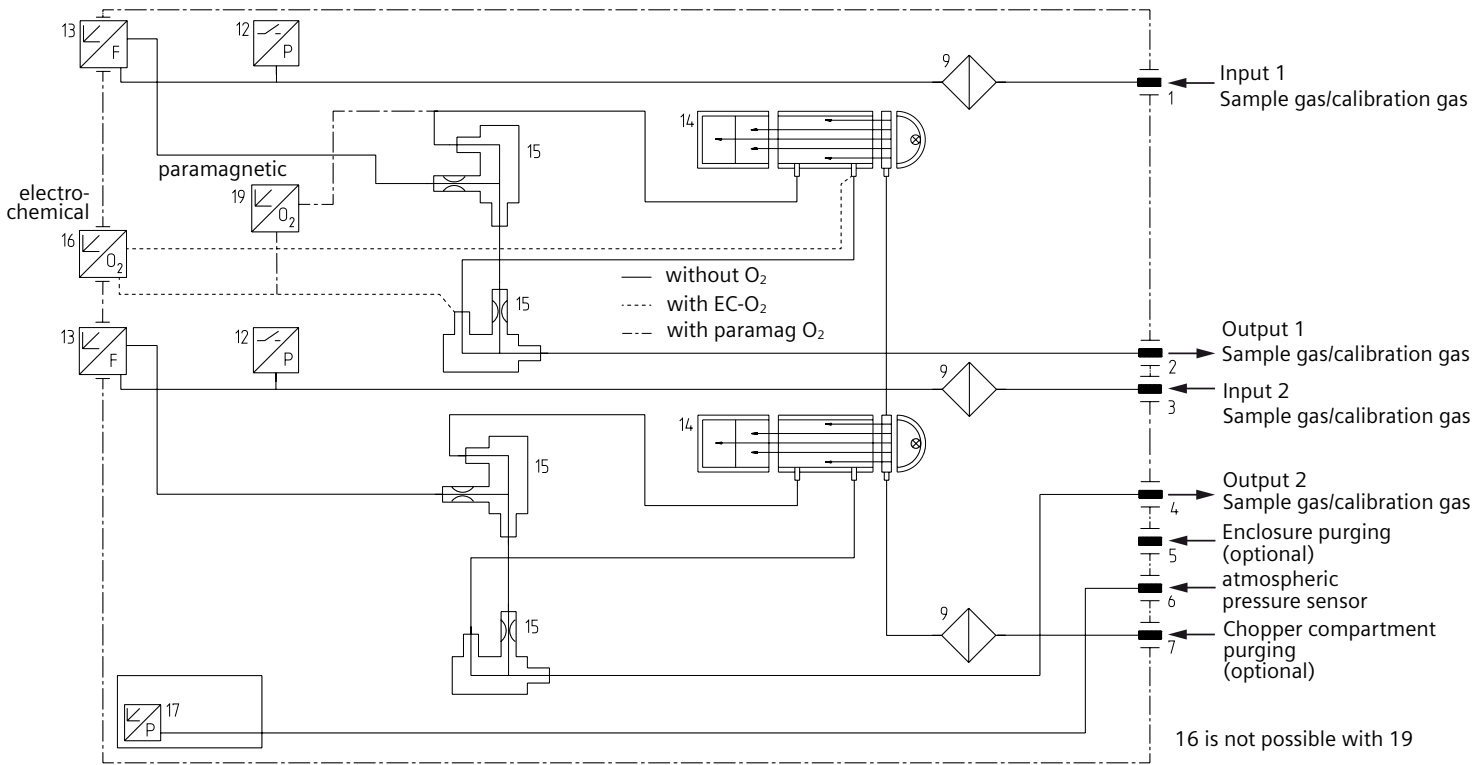 13
F
12
P
9
1
Input 1
Sample gas/calibration gas
14
15
paramagnetic
electro-
chemical
19
O₂
16
O₂
15
without O₂
with EC-O₂
with paramag O₂
13
F
12
P
9
2
Output 1
Sample gas/calibration gas
3
Input 2
Sample gas/calibration gas
14
15
4
Output 2
Sample gas/calibration gas
5
Enclosure purging
(optional)
6
atmospheric
pressure sensor
15
9
7
Chopper compartment
purging
(optional)
17
P
16 is not possible with 19